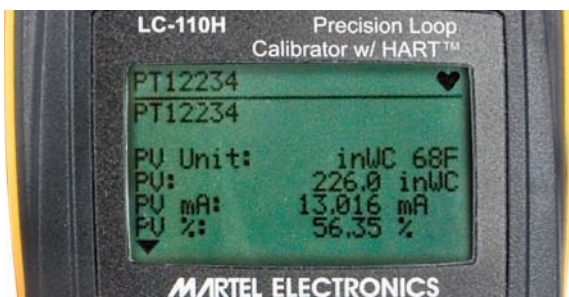 LC-110H Precision Loop
Calibrator w/ HART™
PT12234
PT12234
PV Unit: inWC 68F
PV: 226.0 inWC
PV mA: 13.016 mA
PV %: 56.35 %
MARTEL ELECTRONICS